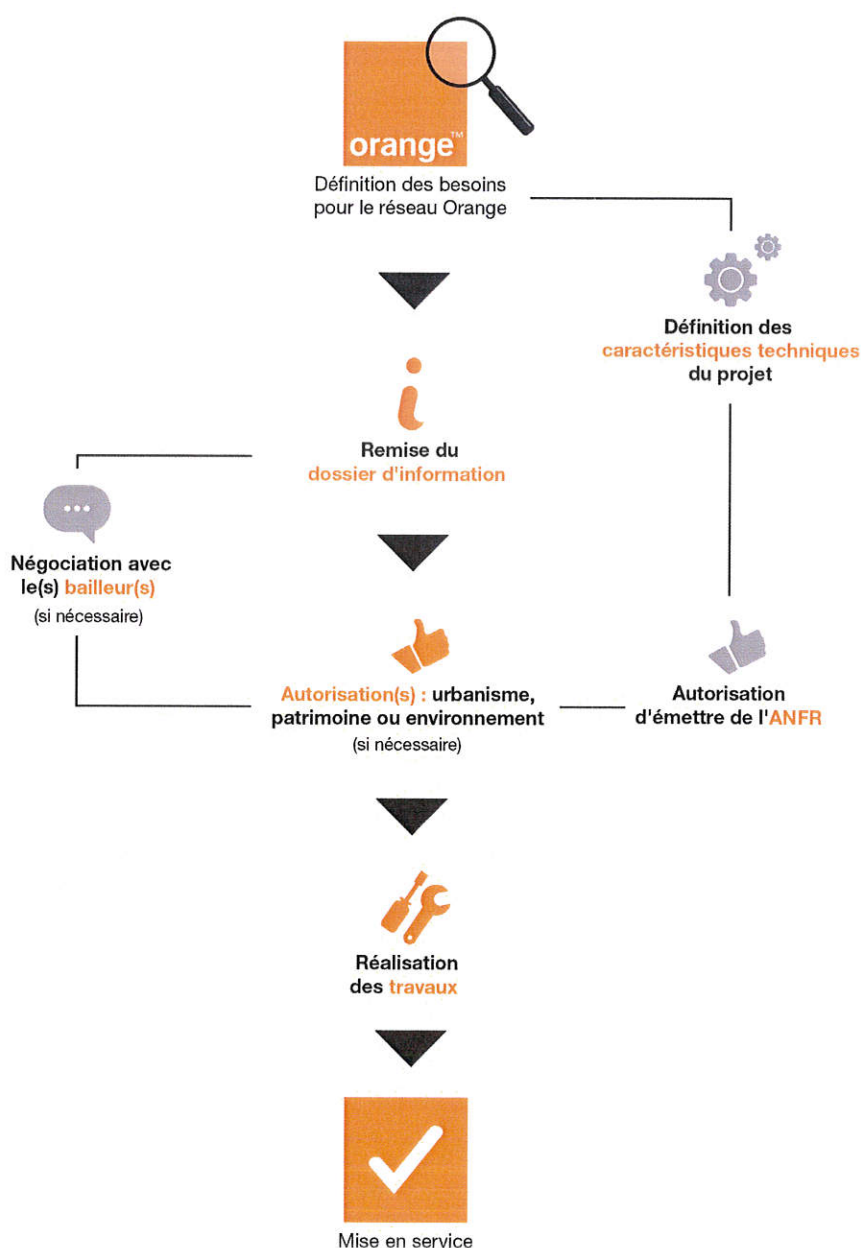 orange™
Définition des besoins
pour le réseau Orange
Définition des
caractéristiques techniques
du projet
Remise du
dossier d'information
Négociation avec
le(s) bailleur(s)
(si nécessaire)
Autorisation(s) : urbanisme,
patrimoine ou environnement
(si nécessaire)
Autorisation
d'émettre de l'ANFR
Réalisation
des travaux
Mise en service